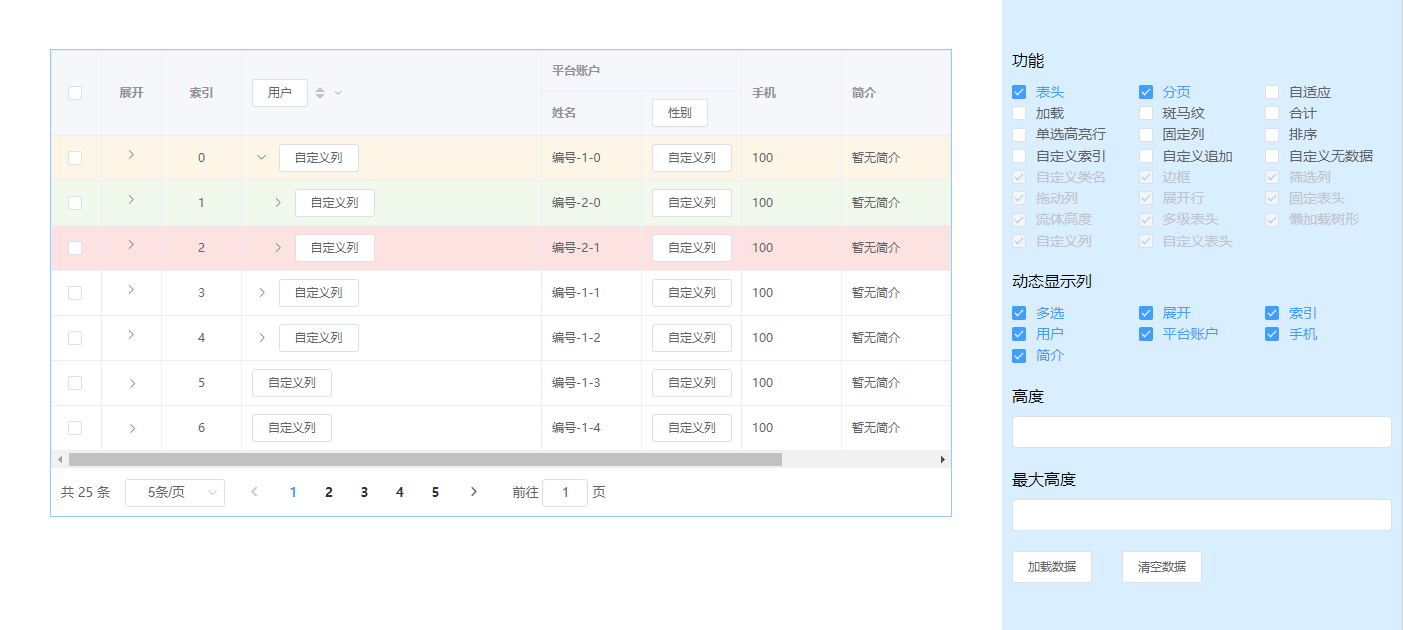 展开 索引 用户 平台账户 手机 简介
姓名 性别
0 自定义列 编号-1-0 自定义列 100 暂无简介
1 自定义列 编号-2-0 自定义列 100 暂无简介
2 自定义列 编号-2-1 自定义列 100 暂无简介
3 自定义列 编号-1-1 自定义列 100 暂无简介
4 自定义列 编号-1-2 自定义列 100 暂无简介
5 自定义列 编号-1-3 自定义列 100 暂无简介
6 自定义列 编号-1-4 自定义列 100 暂无简介
共 25 条 5条/页 1 2 3 4 5 前往 1 页
功能
表头 分页 自适应
加载 斑马纹 合计
单选高亮行 固定列 排序
自定义索引 自定义追加 自定义无数据
自定义类名 边框 筛选列
拖动列 展开行 固定表头
流体高度 多级表头 懒加载树形
自定义列 自定义表头
动态显示列
多选 展开 索引
用户 平台账户 手机
简介
高度
最大高度
加载数据 清空数据